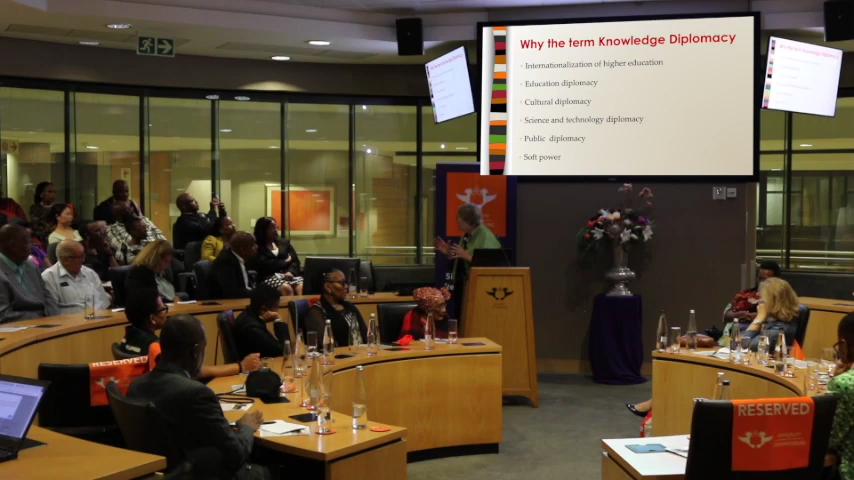 Why the term Knowledge Diplomacy
· Internationalization of higher education
· Education diplomacy
· Cultural diplomacy
· Science and technology diplomacy
· Public diplomacy
· Soft power
RESERVED
RESERVED